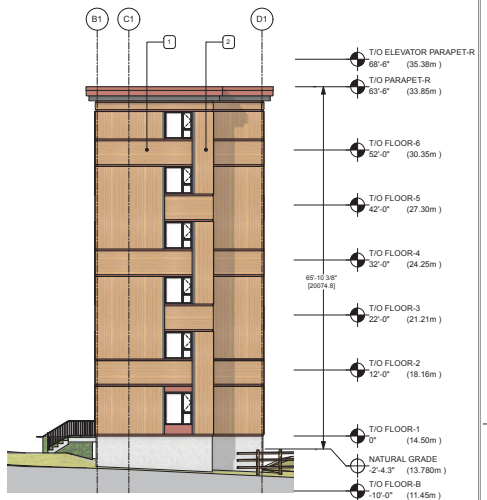 B1 C1 D1
1 2
T/O ELEVATOR PARAPET-R
68'-6" (35.38m )
T/O PARAPET-R
63'-6" (33.85m )
T/O FLOOR-6
52'-0" (30.35m )
T/O FLOOR-5
42'-0" (27.30m )
T/O FLOOR-4
32'-0" (24.25m )
65'-10 3/8"
[20074.8]
T/O FLOOR-3
22'-0" (21.21m )
T/O FLOOR-2
12'-0" (18.16m )
T/O FLOOR-1
0" (14.50m )
NATURAL GRADE
-2'-4.3" (13.780m )
T/O FLOOR-B
-10'-0" (11.45m )